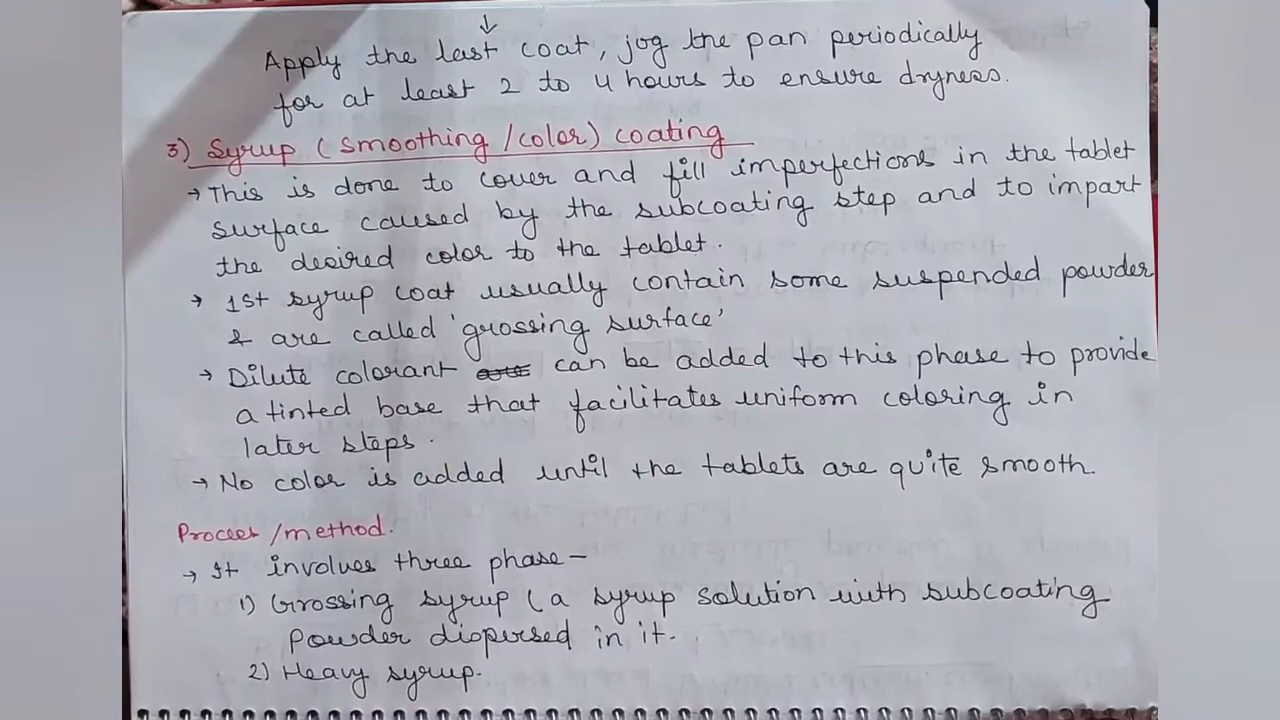 ↓
Apply the last coat, jog the pan periodically
for at least 2 to 4 hours to ensure dryness.
3) Syrup (Smoothing /color) coating
→ This is done to cover and fill imperfections in the tablet
surface caused by the subcoating step and to impart
the desired color to the tablet.
→ 1st syrup coat usually contain some suspended powder
& are called 'grossing surface'
→ Dilute colorant can be added to this phase to provide
a tinted base that facilitates uniform coloring in
later steps.
→ No color is added until the tablets are quite smooth.
Process /method.
→ It involves three phase -
1) Grossing syrup (a syrup solution with subcoating
Powder dispersed in it.
2) Heavy syrup.